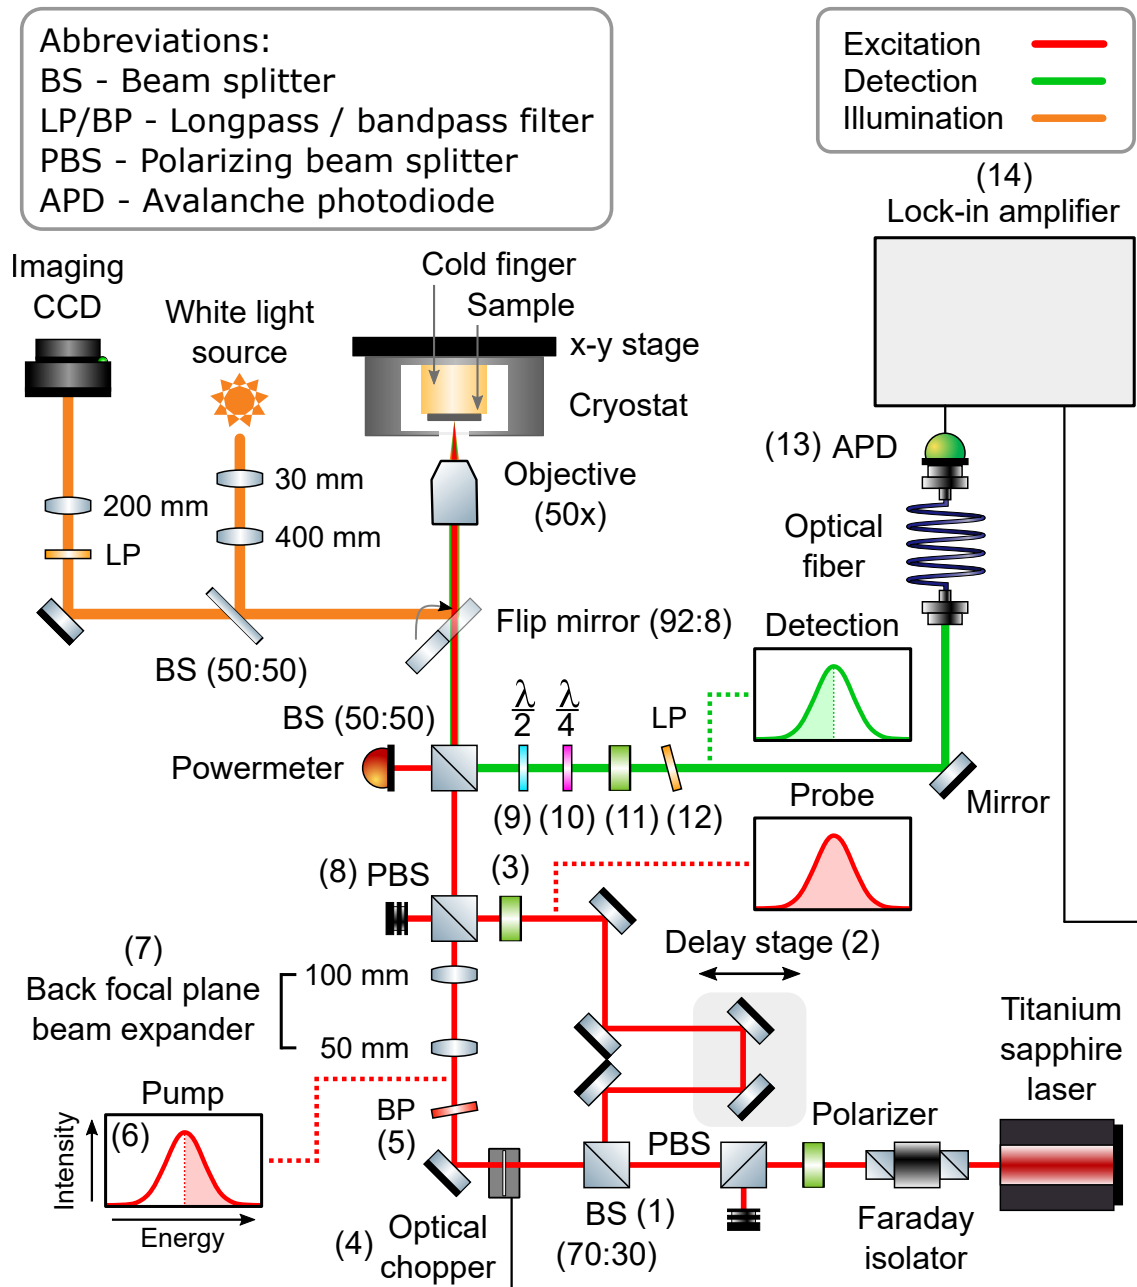 Abbreviations:
BS - Beam splitter
LP/BP - Longpass / bandpass filter
PBS - Polarizing beam splitter
APD - Avalanche photodiode
Excitation
Detection
Illumination
(14)
Lock-in amplifier
Imaging
CCD
White light
source
Cold finger
Sample
x-y stage
Cryostat
Objective
(50x)
30 mm
400 mm
200 mm
LP
(13) APD
Optical
fiber
BS (50:50)
Flip mirror (92:8)
Detection
BS (50:50)
Powermeter
λ
2
λ
4
LP
(9) (10) (11) (12)
Mirror
Probe
(8) PBS
(3)
Delay stage (2)
(7)
Back focal plane
beam expander
100 mm
50 mm
Titanium
sapphire
laser
Pump
(6)
Intensity
Energy
BP
(5)
PBS
Polarizer
BS (1)
(70:30)
Faraday
isolator
(4)
Optical
chopper